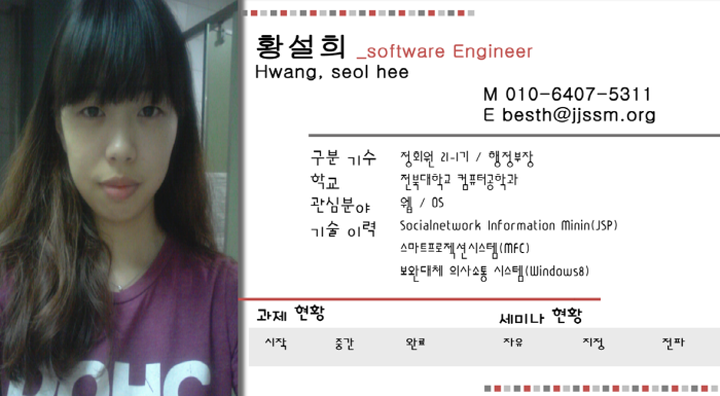 황설희 _software Engineer
Hwang, seol hee
M 010-6407-5311
E besth@jjssm.org
구분 기수 정회원 21-1기 / 행정부장
학교 전북대학교 컴퓨터공학과
관심분야 웹 / OS
기술 이력 Socialnetwork Information Minin(JSP)
스마트프로젝션시스템(MFC)
보완대체 의사소통 시스템(Windows8)
과제 현황 세미나 현황
시작 중간 완료 자유 지정 전파